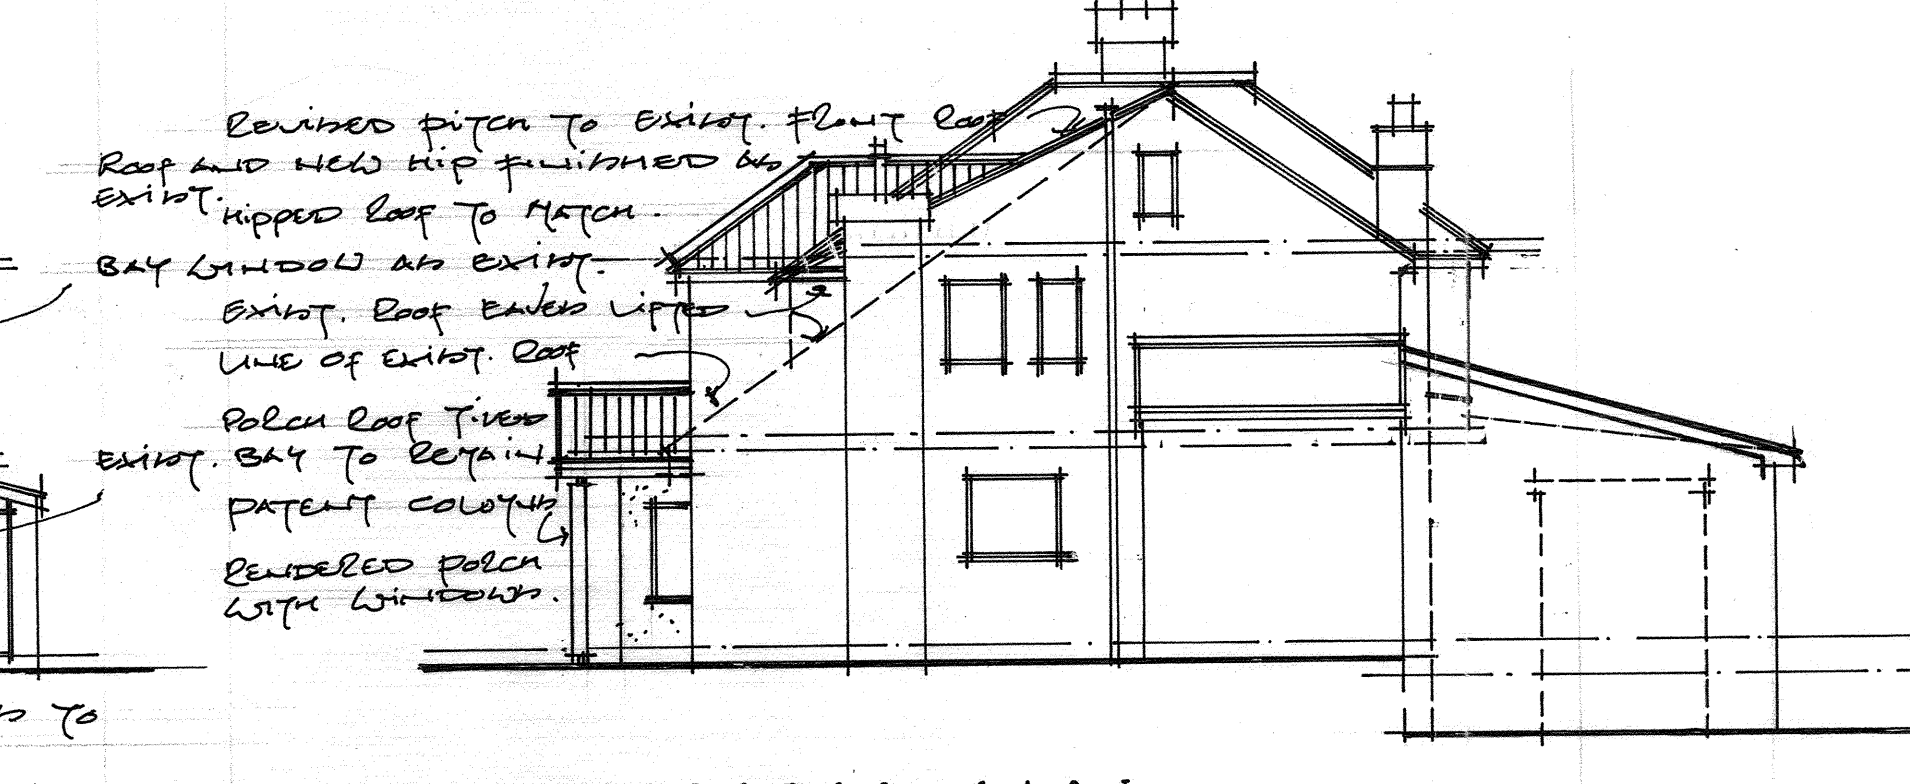 REVISED PITCH TO EXIST. FRONT ROOF
ROOF AND NEW HIP FINISHED AS
EXIST.
HIPPED ROOF TO MATCH.
BAY WINDOW AS EXIST.
EXIST. ROOF EAVES LIFTED
LINE OF EXIST. ROOF
PORCH ROOF TILED
EXIST. BAY TO REMAIN
PATENT COLUMNS
RENDERED PORCH
WITH WINDOWS.
TO